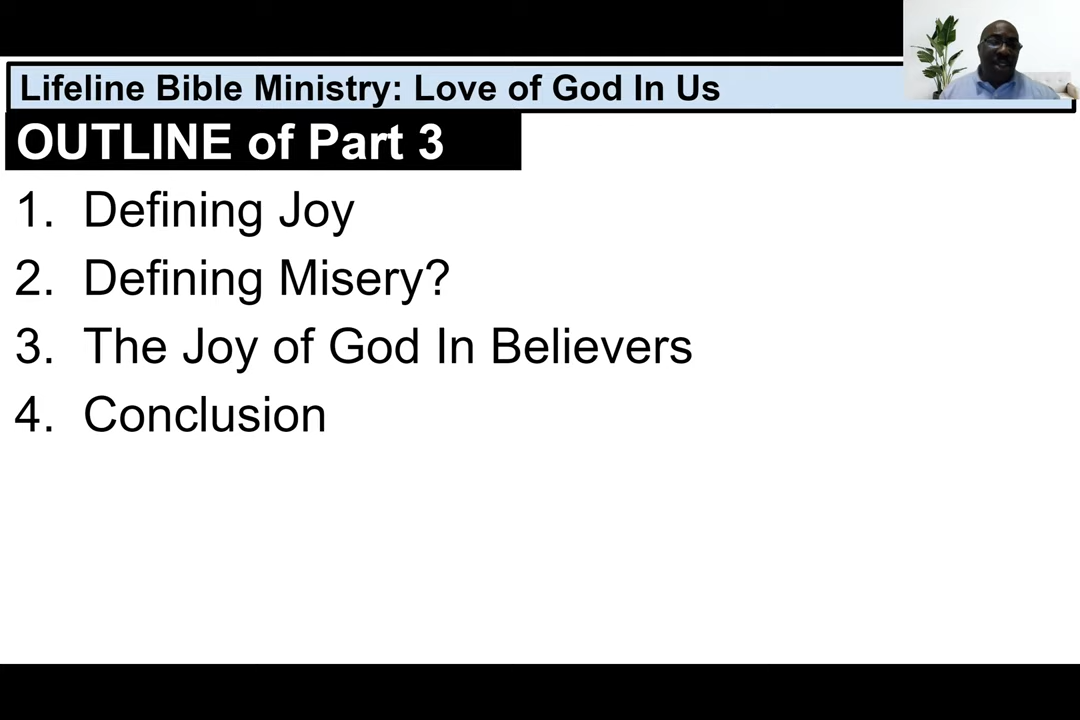 Lifeline Bible Ministry: Love of God In Us
OUTLINE of Part 3
1. Defining Joy
2. Defining Misery?
3. The Joy of God In Believers
4. Conclusion